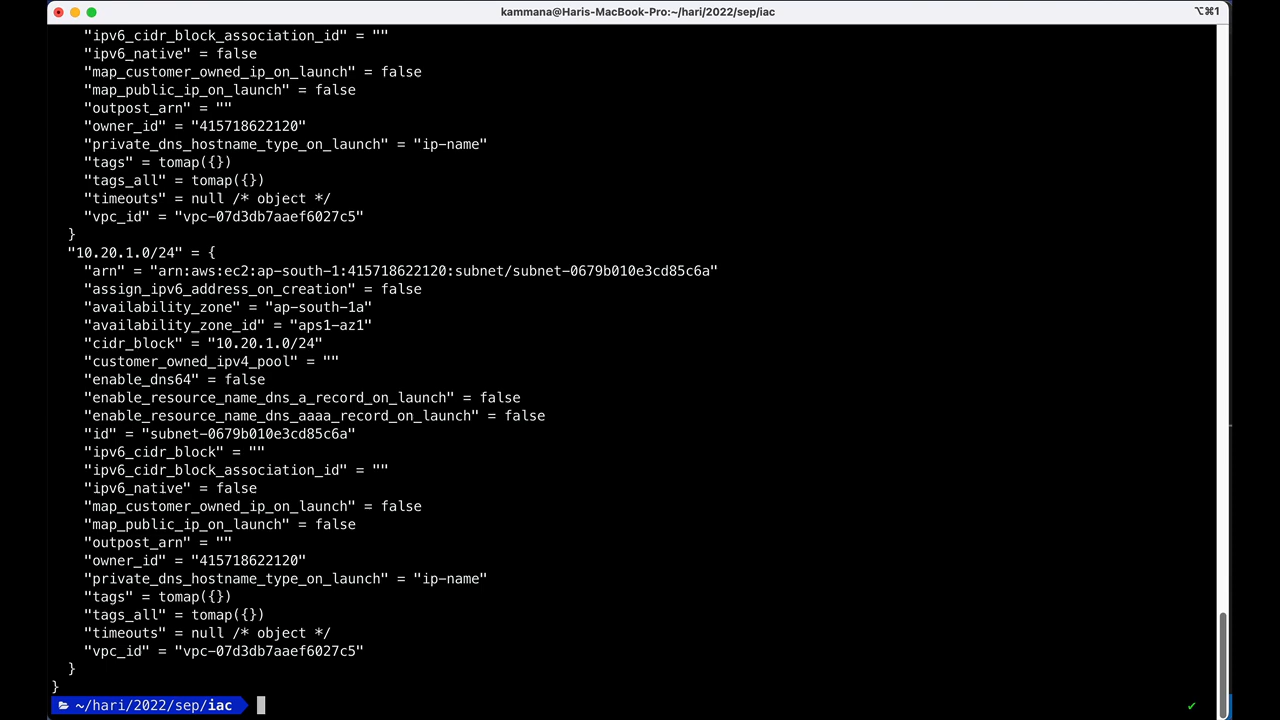 kammana@Haris-MacBook-Pro:~/hari/2022/sep/iac
⌥⌘1
"ipv6_cidr_block_association_id" = ""
"ipv6_native" = false
"map_customer_owned_ip_on_launch" = false
"map_public_ip_on_launch" = false
"outpost_arn" = ""
"owner_id" = "415718622120"
"private_dns_hostname_type_on_launch" = "ip-name"
"tags" = tomap({})
"tags_all" = tomap({})
"timeouts" = null /* object */
"vpc_id" = "vpc-07d3db7aaef6027c5"
}
"10.20.1.0/24" = {
"arn" = "arn:aws:ec2:ap-south-1:415718622120:subnet/subnet-0679b010e3cd85c6a"
"assign_ipv6_address_on_creation" = false
"availability_zone" = "ap-south-1a"
"availability_zone_id" = "aps1-az1"
"cidr_block" = "10.20.1.0/24"
"customer_owned_ipv4_pool" = ""
"enable_dns64" = false
"enable_resource_name_dns_a_record_on_launch" = false
"enable_resource_name_dns_aaaa_record_on_launch" = false
"id" = "subnet-0679b010e3cd85c6a"
"ipv6_cidr_block" = ""
"ipv6_cidr_block_association_id" = ""
"ipv6_native" = false
"map_customer_owned_ip_on_launch" = false
"map_public_ip_on_launch" = false
"outpost_arn" = ""
"owner_id" = "415718622120"
"private_dns_hostname_type_on_launch" = "ip-name"
"tags" = tomap({})
"tags_all" = tomap({})
"timeouts" = null /* object */
"vpc_id" = "vpc-07d3db7aaef6027c5"
}
}
~/hari/2022/sep/iac